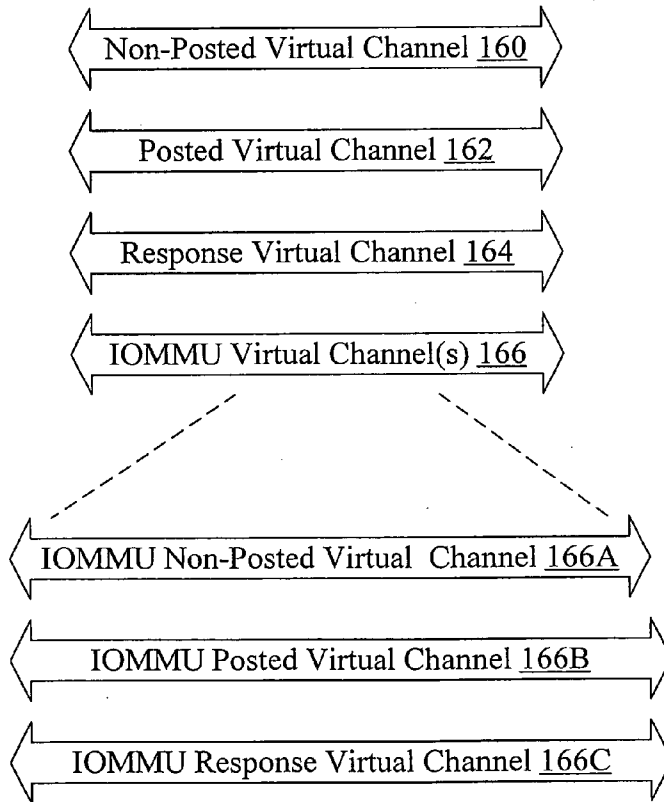 Non-Posted Virtual Channel 160
Posted Virtual Channel 162
Response Virtual Channel 164
IOMMU Virtual Channel(s) 166
IOMMU Non-Posted Virtual Channel 166A
IOMMU Posted Virtual Channel 166B
IOMMU Response Virtual Channel 166C